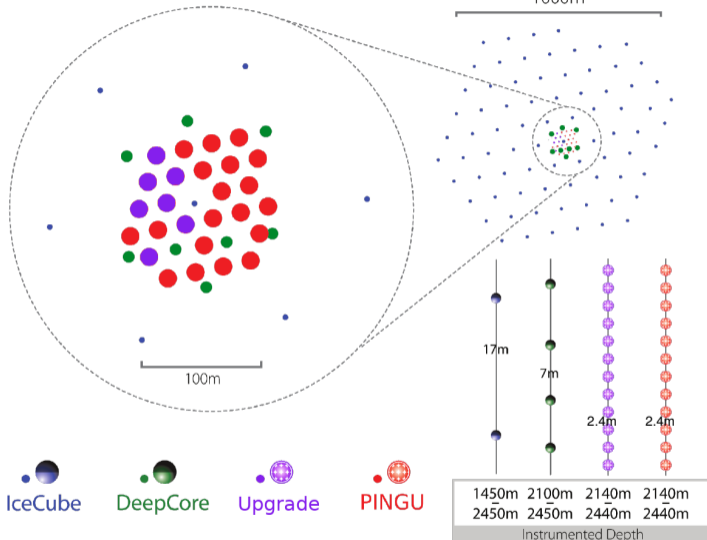 100m
17m
7m
2.4m
2.4m
IceCube
DeepCore
Upgrade
PINGU
1450m
–
2450m
2100m
–
2450m
2140m
–
2440m
2140m
–
2440m
Instrumented Depth